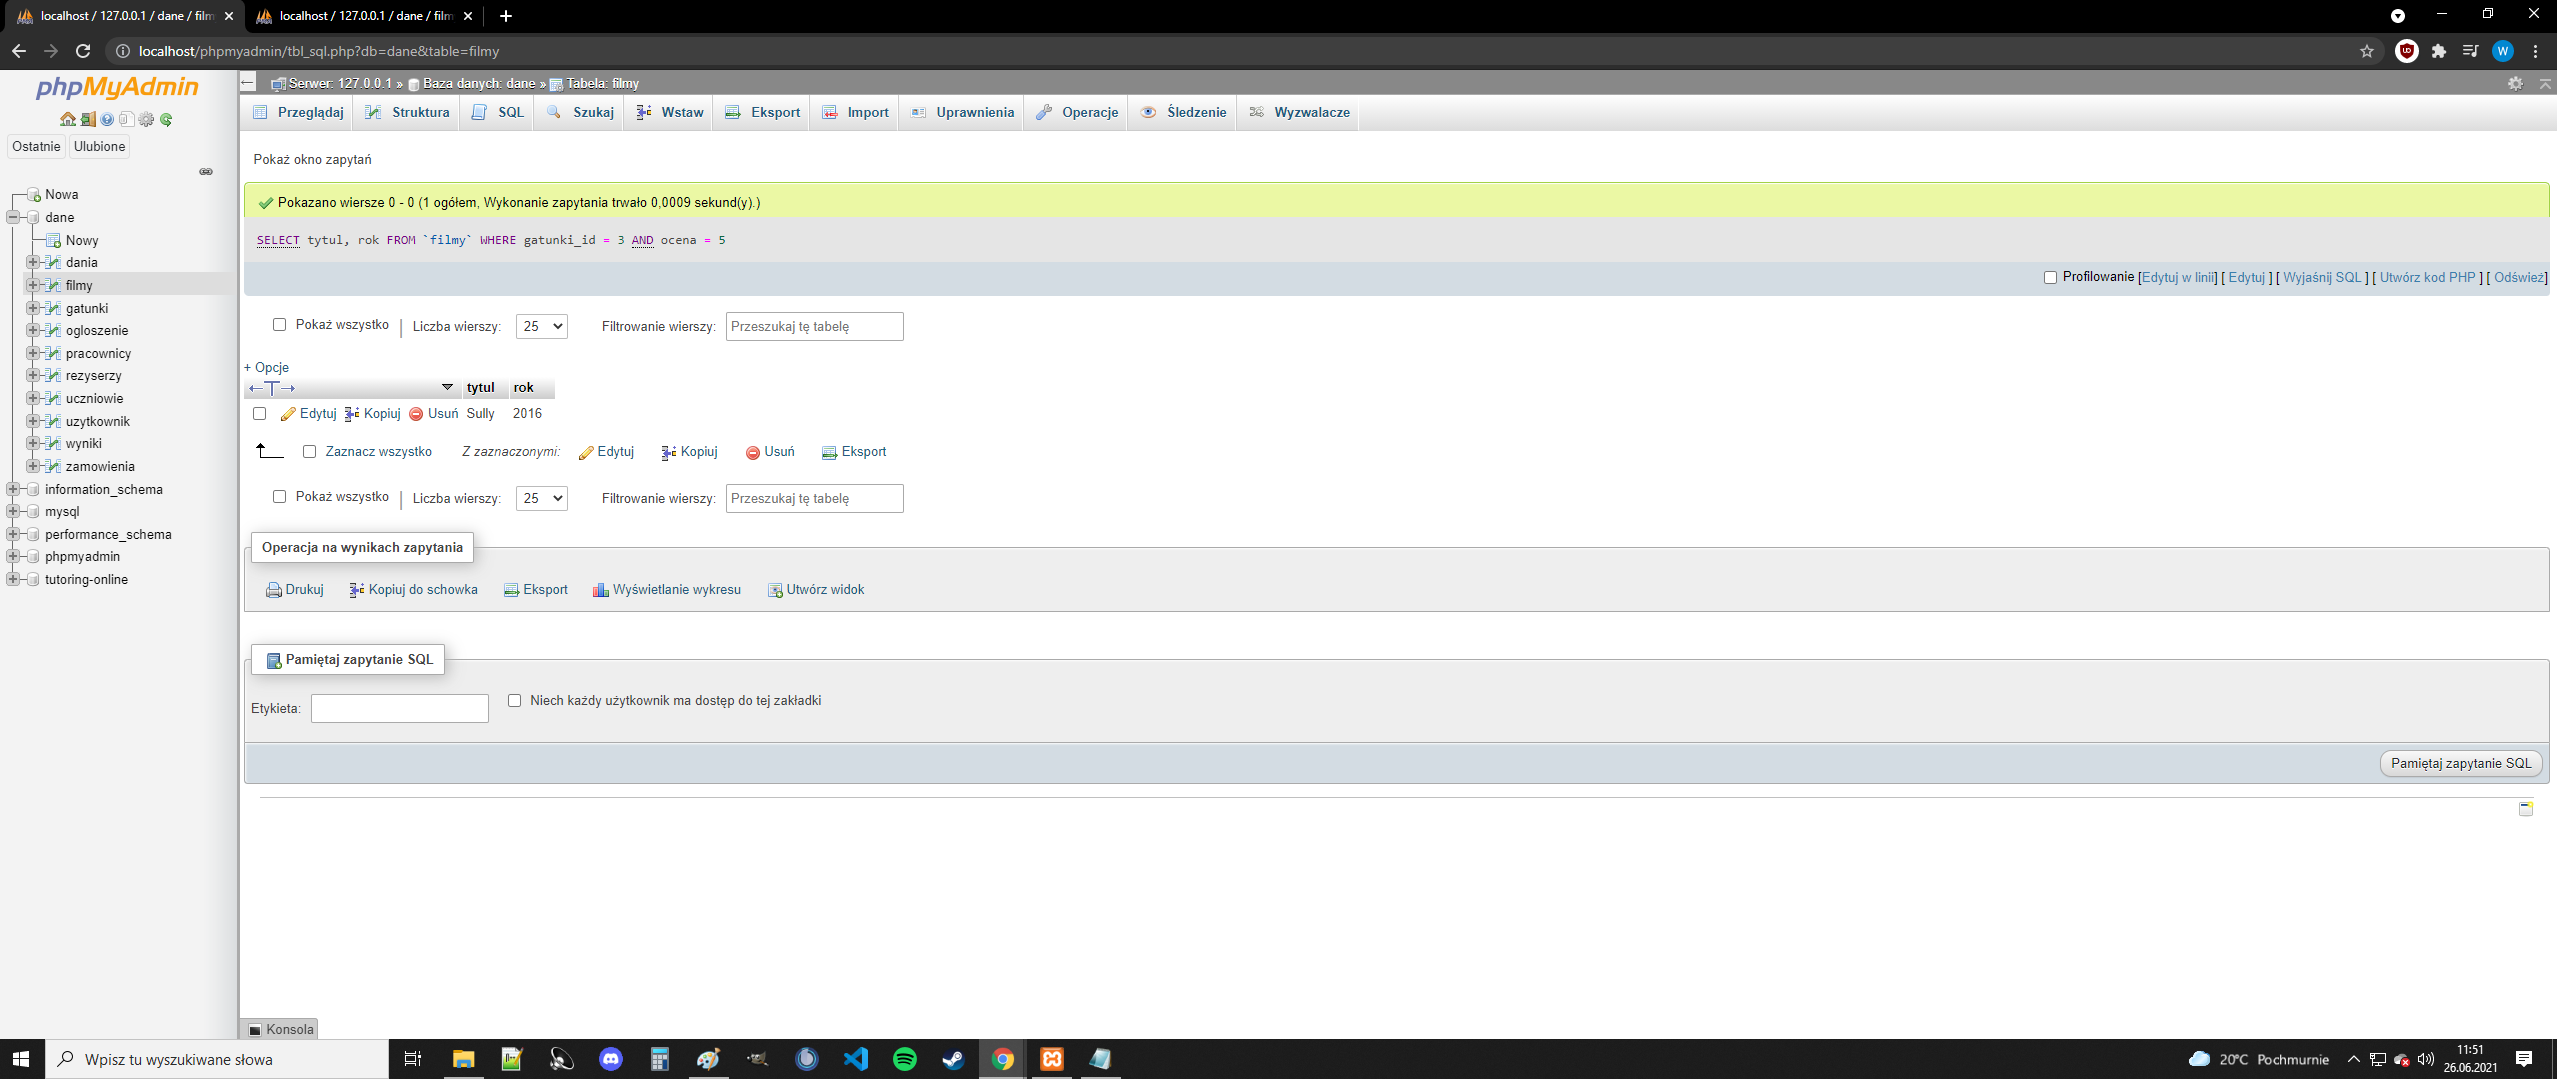 localhost / 127.0.0.1 / dane / film
localhost / 127.0.0.1 / dane / film
localhost/phpmyadmin/tbl_sql.php?db=dane&table=filmy
W
phpMyAdmin
Ostatnie Ulubione
Nowa
dane
Nowy
dania
filmy
gatunki
ogloszenie
pracownicy
rezyserzy
uczniowie
uzytkownik
wyniki
zamowienia
information_schema
mysql
performance_schema
phpmyadmin
tutoring-online
Serwer: 127.0.0.1 » Baza danych: dane » Tabela: filmy
Przeglądaj Struktura SQL Szukaj Wstaw Eksport Import Uprawnienia Operacje Śledzenie Wyzwalacze
Pokaż okno zapytań
Pokazano wiersze 0 - 0 (1 ogółem, Wykonanie zapytania trwało 0,0009 sekund(y).)
SELECT tytul, rok FROM `filmy` WHERE gatunki_id = 3 AND ocena = 5
Profilowanie [Edytuj w linii] [ Edytuj ] [ Wyjaśnij SQL ] [ Utwórz kod PHP ] [ Odśwież]
Pokaż wszystko | Liczba wierszy: 25 Filtrowanie wierszy: Przeszukaj tę tabelę
+ Opcje
←T→ tytul rok
Edytuj Kopiuj Usuń Sully 2016
Zaznacz wszystko Z zaznaczonymi: Edytuj Kopiuj Usuń Eksport
Pokaż wszystko | Liczba wierszy: 25 Filtrowanie wierszy: Przeszukaj tę tabelę
Operacja na wynikach zapytania
Drukuj Kopiuj do schowka Eksport Wyświetlanie wykresu Utwórz widok
Pamiętaj zapytanie SQL
Etykieta: Niech każdy użytkownik ma dostęp do tej zakładki
Pamiętaj zapytanie SQL
Konsola
Wpisz tu wyszukiwane słowa
20°C Pochmurnie
11:51
26.06.2021